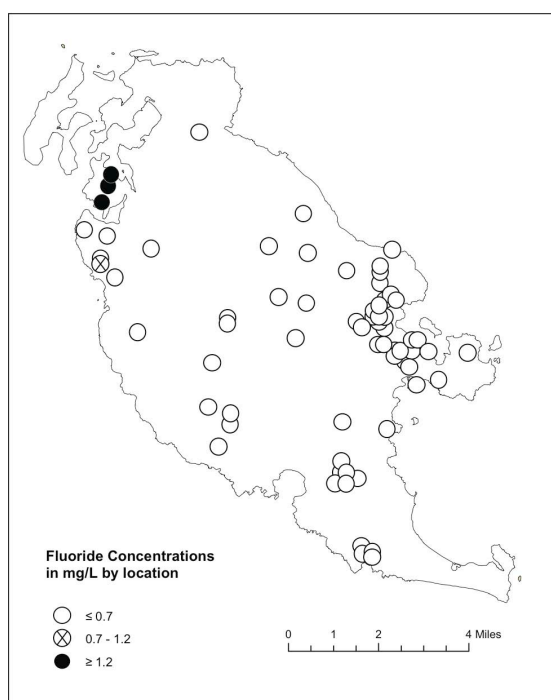 Fluoride Concentrations
in mg/L by location
≤ 0.7
0.7 - 1.2
≥ 1.2
0 1 2 4 Miles